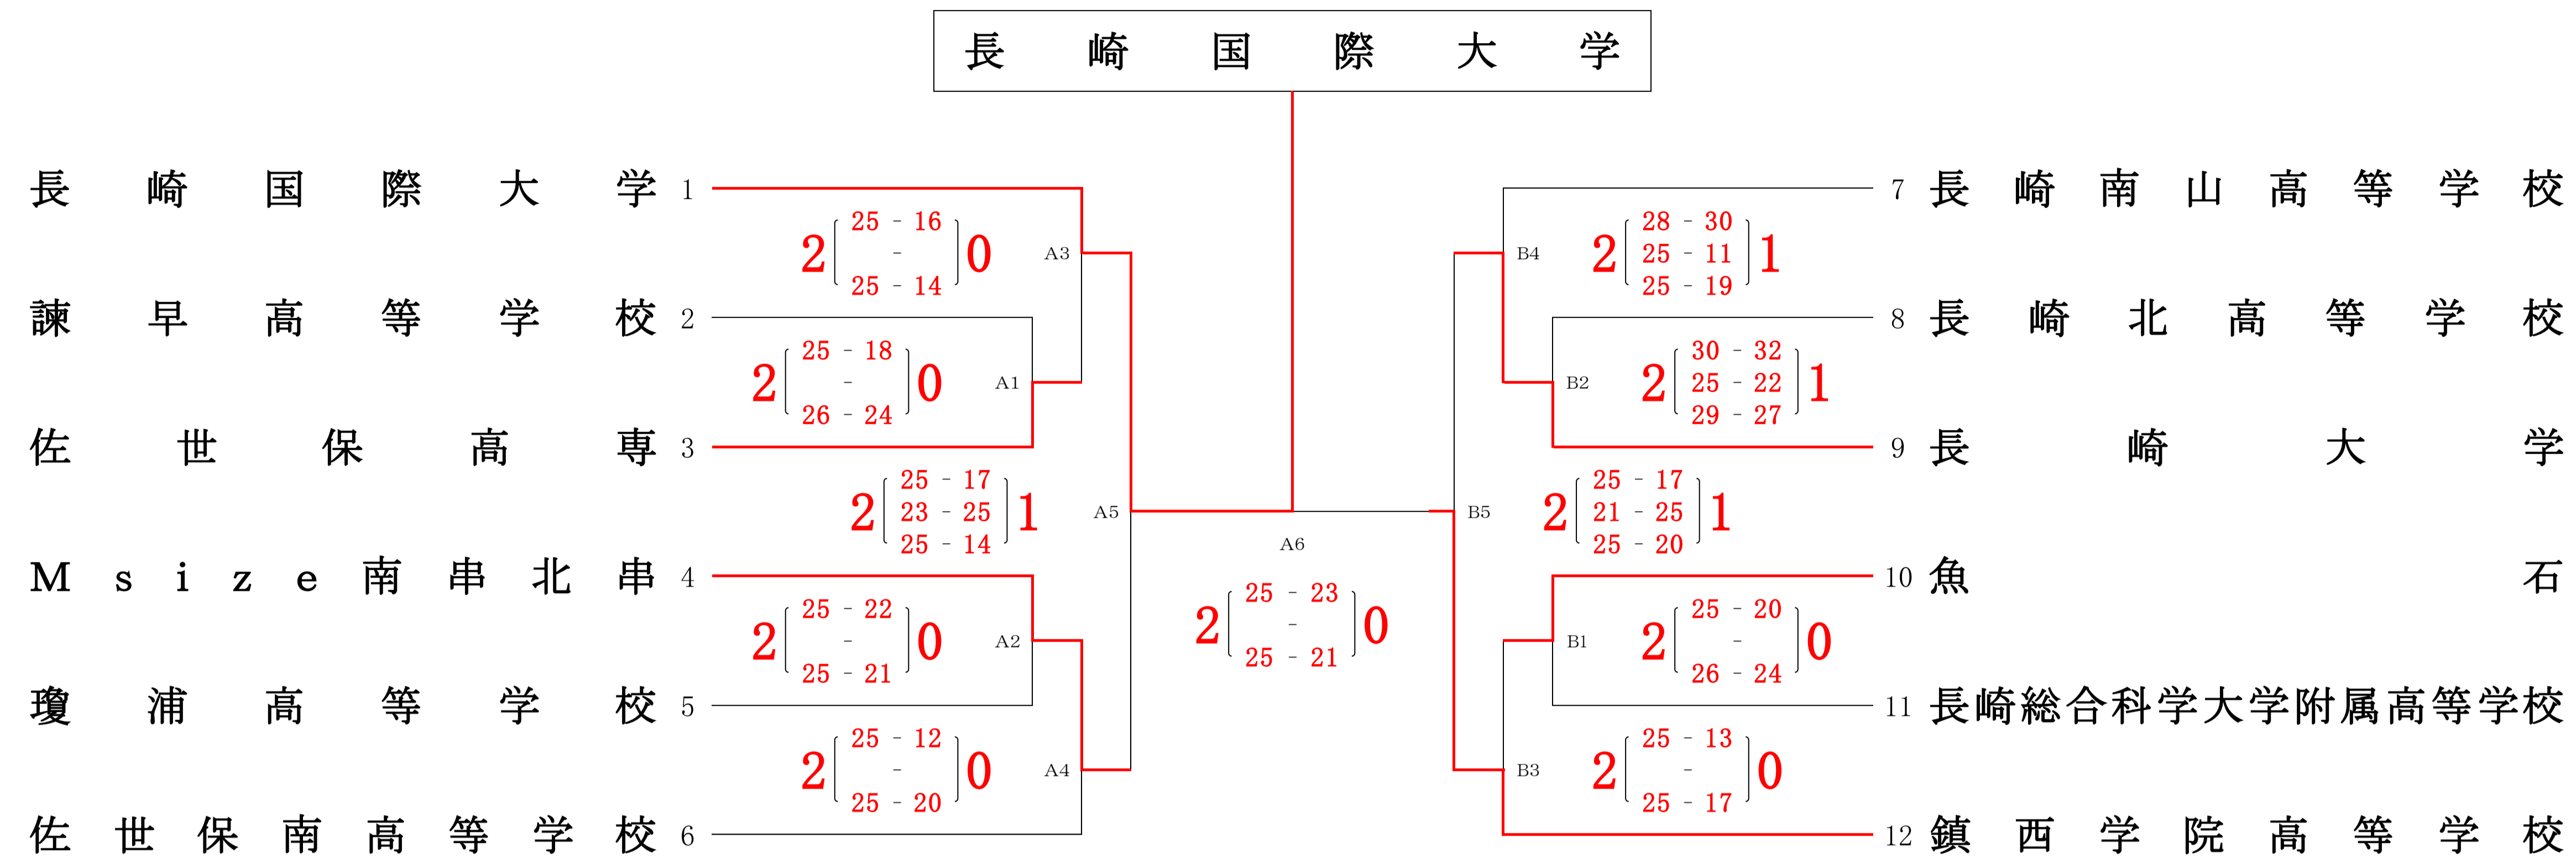 長崎国際大学
長崎国際大学 1
7 長崎南山高等学校
2 25 - 16 0
-
25 - 14
A3
B4
2 28 - 30 1
25 - 11
25 - 19
諫早高等学校 2
8 長崎北高等学校
2 25 - 18 0
-
26 - 24
A1
B2
2 30 - 32 1
25 - 22
29 - 27
佐世保高専 3
9 長崎大学
2 25 - 17 1
23 - 25
25 - 14
A5
B5
2 25 - 17 1
21 - 25
25 - 20
A6
2 25 - 23 0
-
25 - 21
Msize南串北串 4
10 魚石
2 25 - 22 0
-
25 - 21
A2
B1
2 25 - 20 0
-
26 - 24
瓊浦高等学校 5
11 長崎総合科学大学附属高等学校
2 25 - 12 0
-
25 - 20
A4
B3
2 25 - 13 0
-
25 - 17
佐世保南高等学校 6
12 鎮西学院高等学校